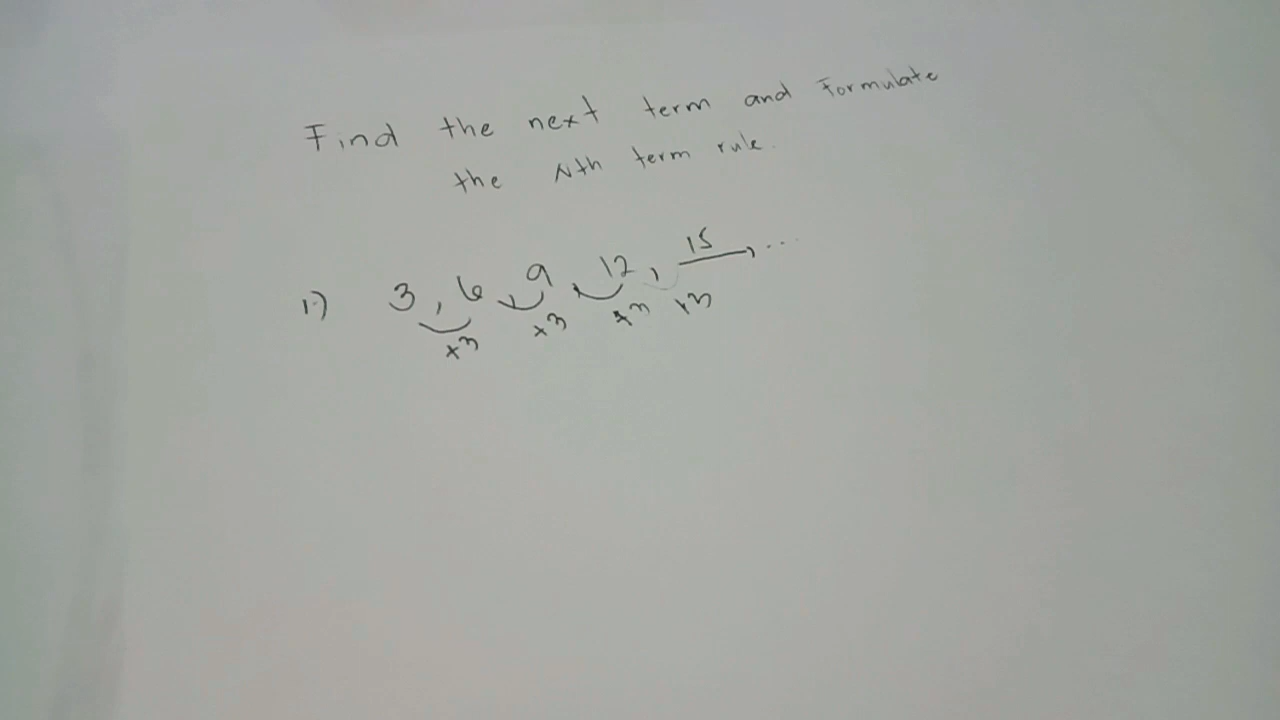 Find the next term and Formulate
the Nth term rule.
1.) 3, 6, 9, 12, 15, ...
+3 +3 +3 +3